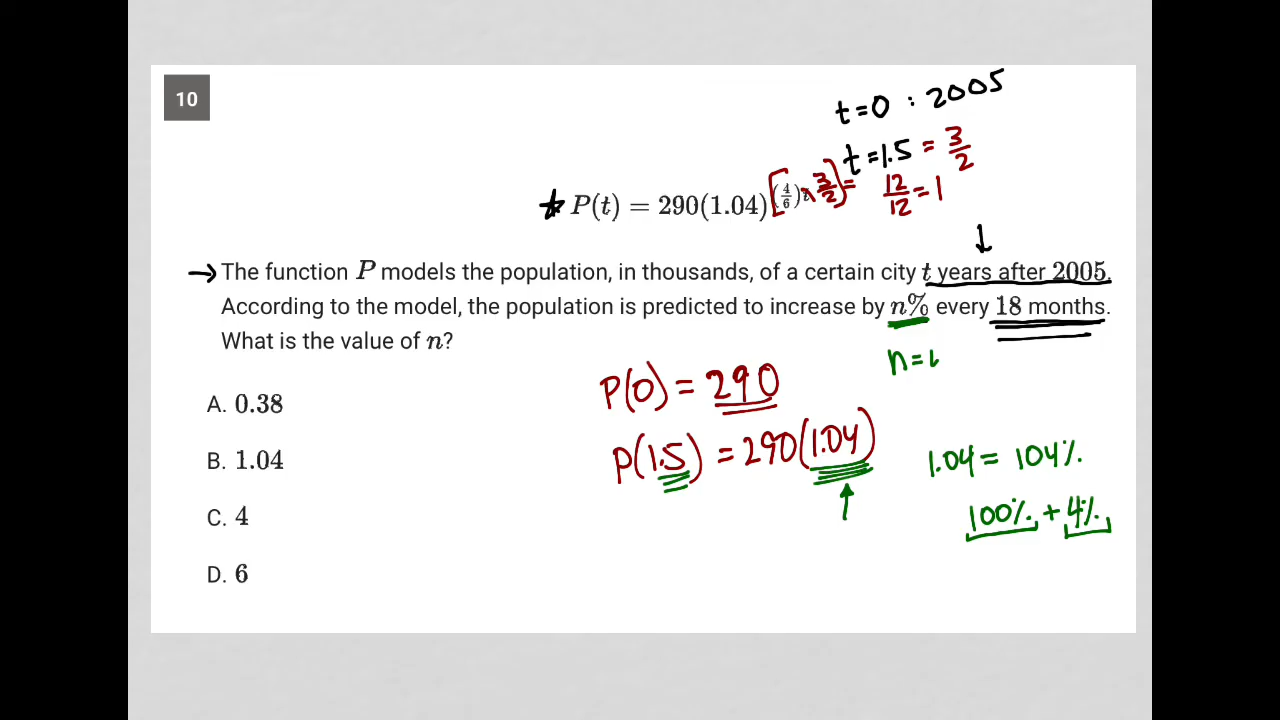 10
t = 0 : 2005
t = 1.5 = 3/2
P(t) = 290(1.04)^[(4/6)t × 3/2] = 12/12 = 1
The function P models the population, in thousands, of a certain city t years after 2005.
According to the model, the population is predicted to increase by n% every 18 months.
What is the value of n?
n =
P(0) = 290
A. 0.38
P(1.5) = 290(1.04)
B. 1.04
1.04 = 104%
C. 4
100% + 4%
D. 6